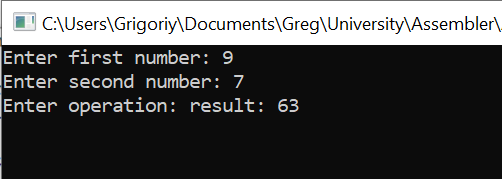 C:\Users\Grigoriy\Documents\Greg\University\Assembler\
Enter first number: 9
Enter second number: 7
Enter operation: result: 63